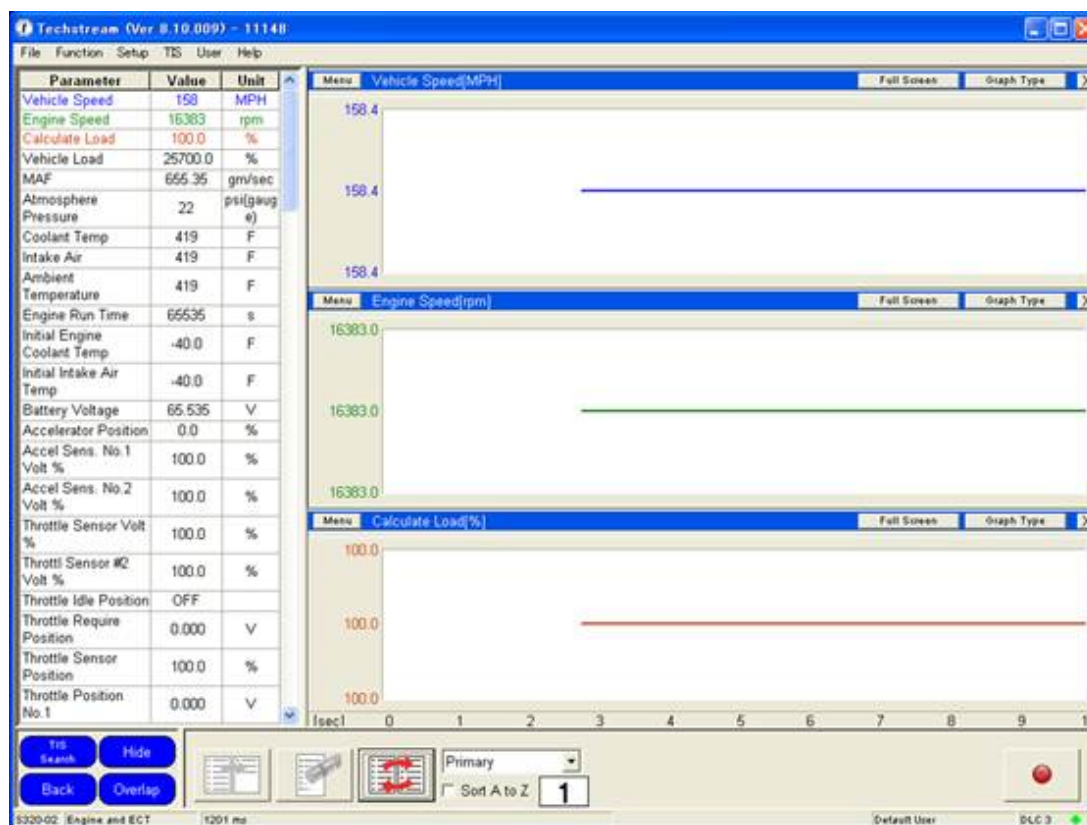 Techstream (Ver 8.10.009) - 11148
File Function Setup TIS User Help
Parameter Value Unit
Vehicle Speed 158 MPH
Engine Speed 16383 rpm
Calculate Load 100.0 %
Vehicle Load 25700.0 %
MAF 655.35 gm/sec
Atmosphere Pressure 22 psi(gauge)
Coolant Temp 419 F
Intake Air 419 F
Ambient Temperature 419 F
Engine Run Time 65535 s
Initial Engine Coolant Temp -40.0 F
Initial Intake Air Temp -40.0 F
Battery Voltage 65.535 V
Accelerator Position 0.0 %
Accel Sens. No.1 Volt % 100.0 %
Accel Sens. No.2 Volt % 100.0 %
Throttle Sensor Volt % 100.0 %
Throttl Sensor #2 Volt % 100.0 %
Throttle Idle Position OFF
Throttle Require Position 0.000 V
Throttle Sensor Position 100.0 %
Throttle Position No.1 0.000 V
Menu Vehicle Speed[MPH] Full Screen Graph Type X
158.4
158.4
158.4
Menu Engine Speed[rpm] Full Screen Graph Type X
16383.0
16383.0
16383.0
Menu Calculate Load[%] Full Screen Graph Type X
100.0
100.0
100.0
[sec] 0 1 2 3 4 5 6 7 8 9 1
TIS Search Hide
Back Overlap
Primary
Sort A to Z 1
S320-02 Engine and ECT 1201 ms Default User DLC 3